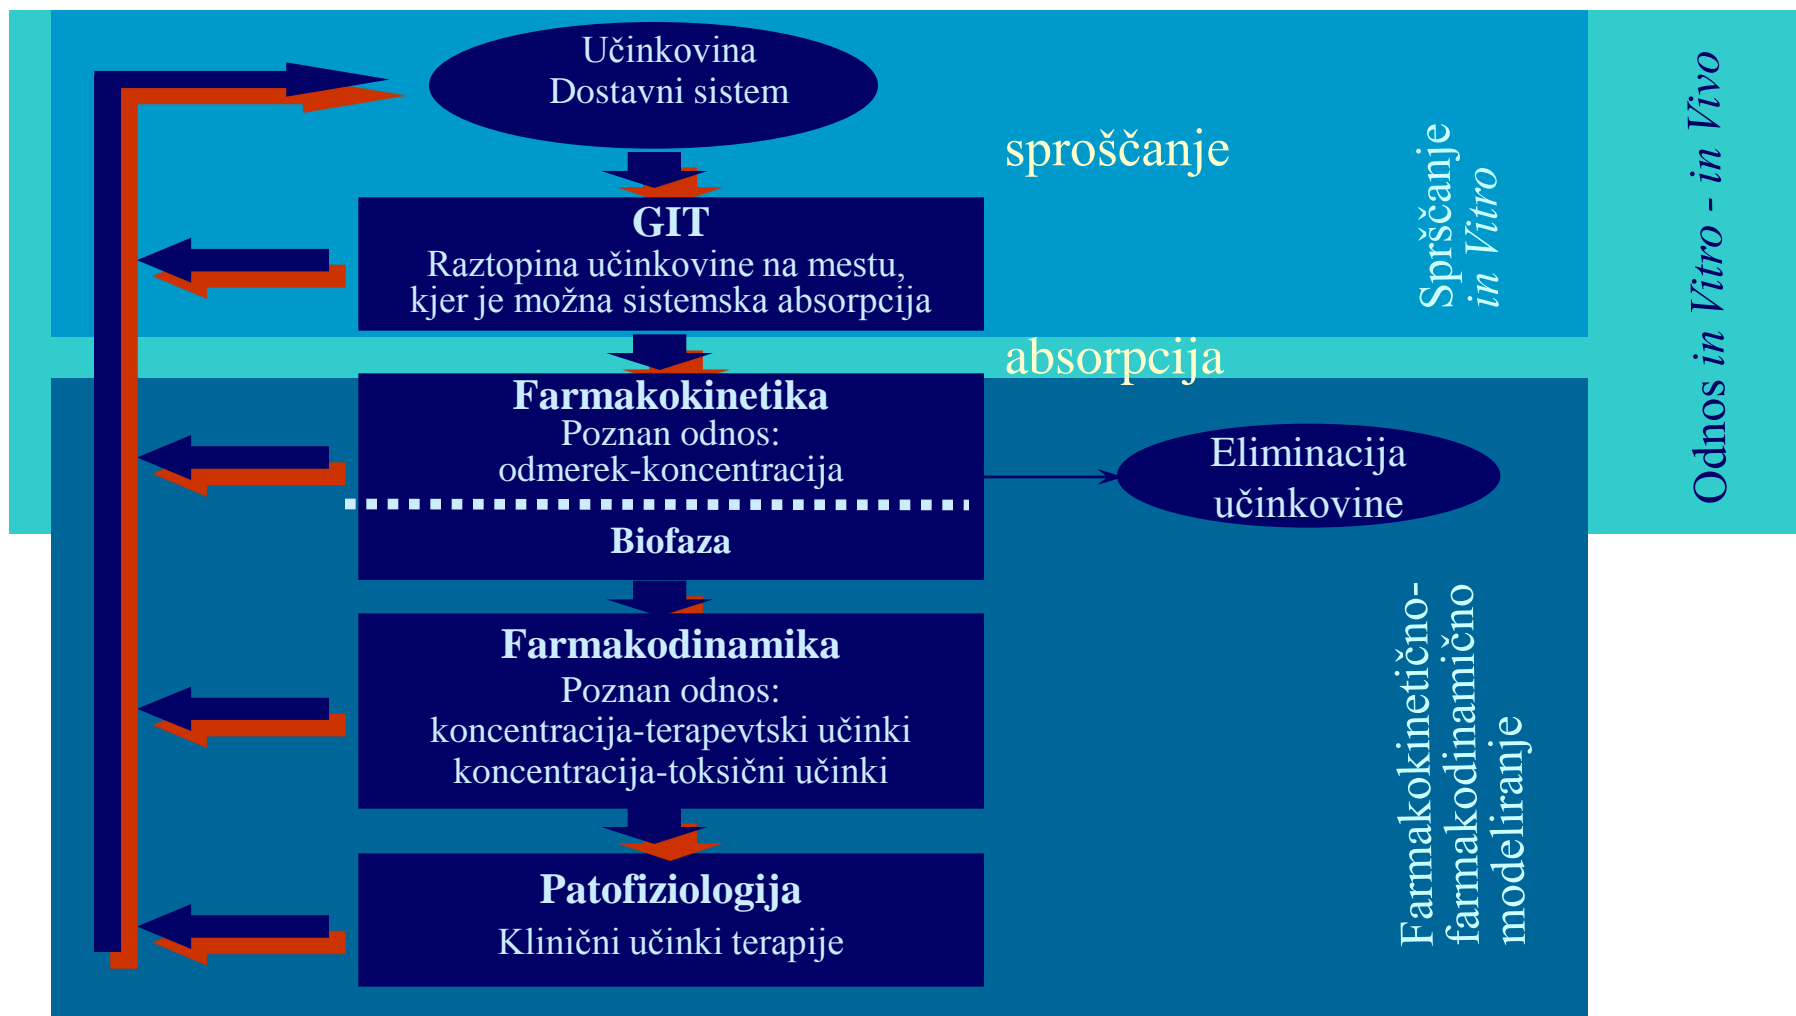 Učinkovina
Dostavni sistem
sproščanje
GIT
Raztopina učinkovine na mestu,
kjer je možna sistemska absorpcija
absorpcija
Farmakokinetika
Poznan odnos:
odmerek-koncentracija
Biofaza
Eliminacija
učinkovine
Farmakodinamika
Poznan odnos:
koncentracija-terapevtski učinki
koncentracija-toksični učinki
Patofiziologija
Klinični učinki terapije
Sprščanje
in Vitro
Farmakokinetično-
farmakodinamično
modeliranje
Odnos in Vitro - in Vivo